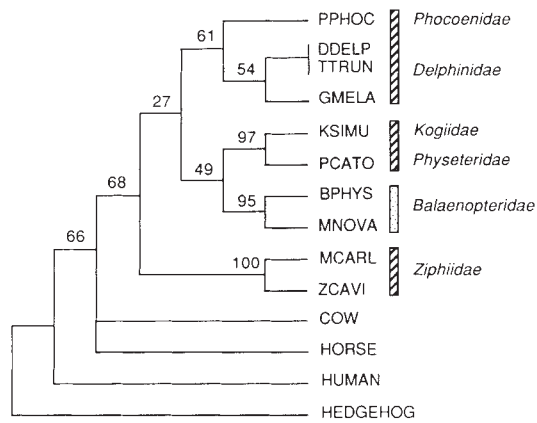 61 PPHOC Phocoenidae
DDELP
54 TTRUN Delphinidae
27 GMELA
97 KSIMU Kogiidae
49 PCATO Physeteridae
68 95 BPHYS Balaenopteridae
MNOVA
66 100 MCARL Ziphiidae
ZCAVI
COW
HORSE
HUMAN
HEDGEHOG